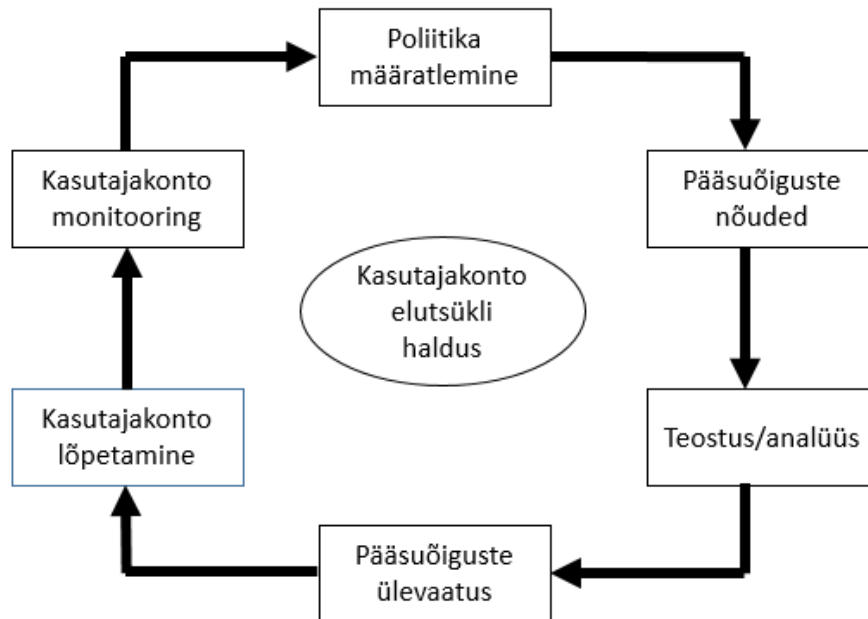 Poliitika
määratlemine
Kasutajakonto
monitooring
Pääsuõiguste
nõuded
Kasutajakonto
elutsükli
haldus
Kasutajakonto
lõpetamine
Teostus/analüüs
Pääsuõiguste
ülevaatus